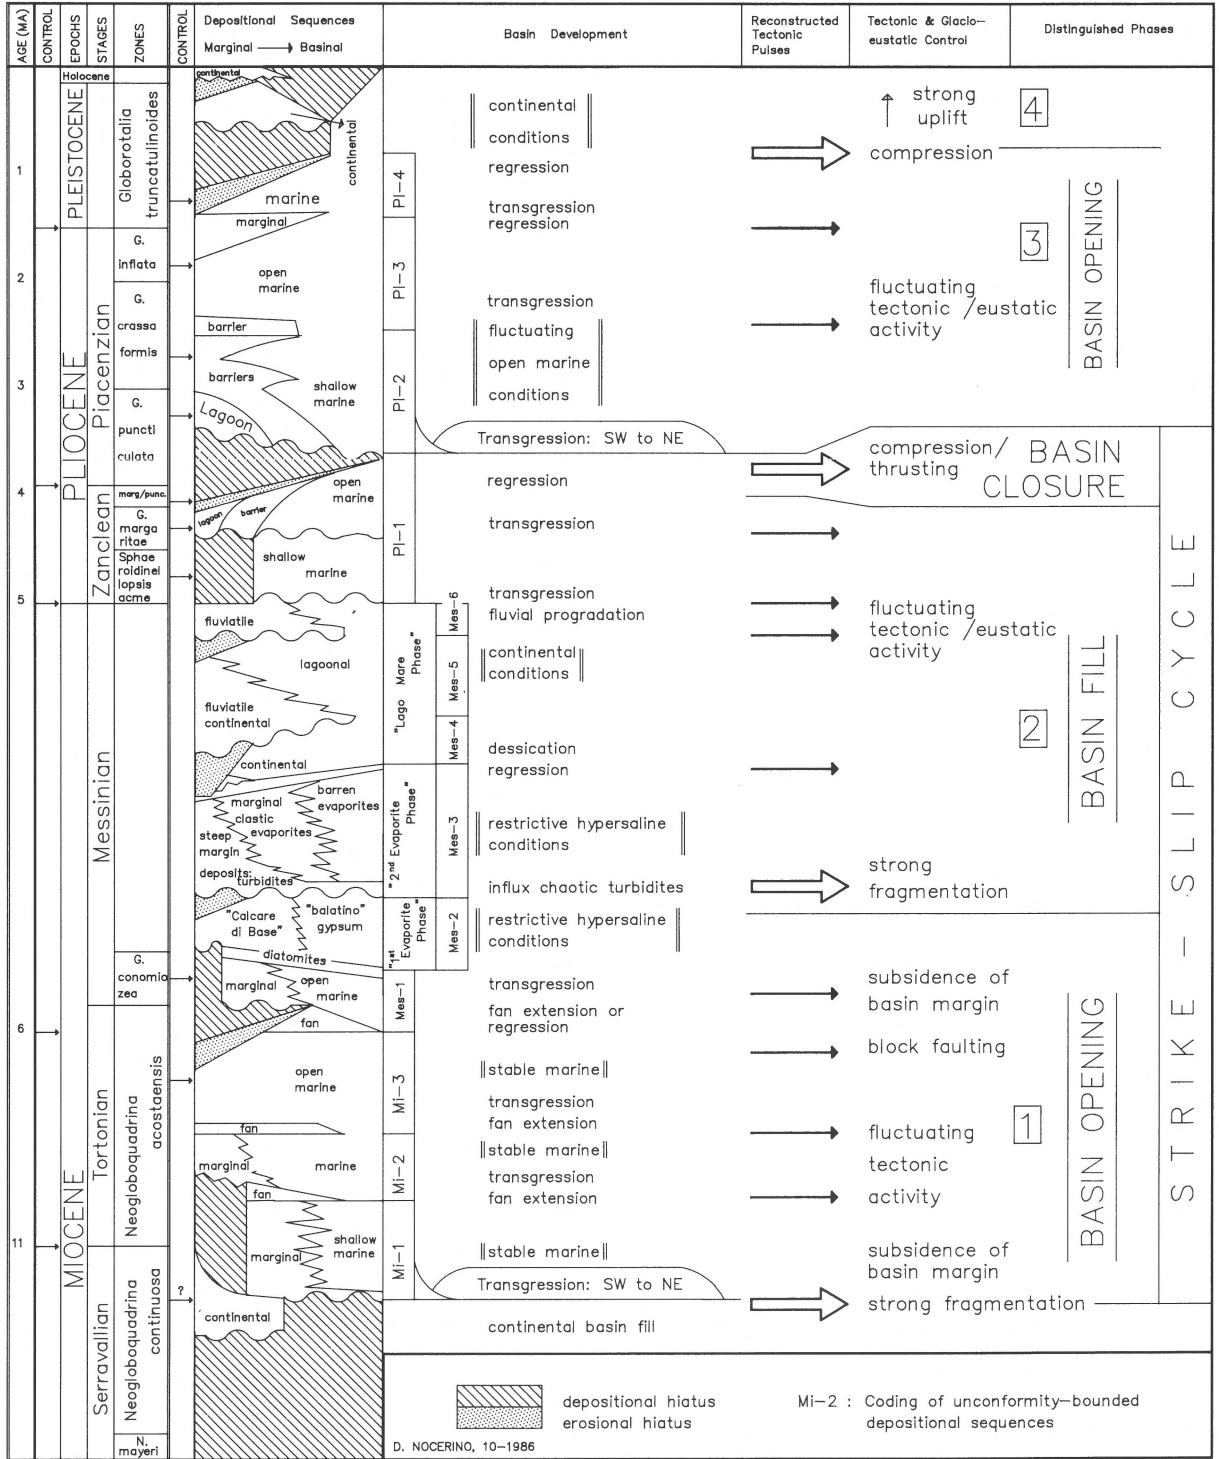 AGE (MA)
CONTROL
EPOCHS
STAGES
ZONES
CONTROL
Depositional Sequences
Marginal → Basinal
Basin Development
Reconstructed
Tectonic
Pulses
Tectonic & Glacio-
eustatic Control
Distinguished Phases
1
2
3
4
5
6
11
Holocene
PLEISTOCENE
PLIOCENE
MIOCENE
Piacenzian
Zanclean
Messinian
Tortonian
Serravallian
Globorotalia
truncatulinoides
G.
inflata
G.
crassa
formis
G.
puncti
culata
marg/punc.
G.
marga
ritae
Sphae
roidinel
lopsis
acme
G.
conomio
zea
Neogloboquadrina
acostaensis
Neogloboquadrina
continuosa
N.
mayeri
?
continental
continental
marine
marginal
open
marine
barrier
barriers
shallow
marine
Lagoon
open
marine
lagoon
barrier
shallow
marine
fluviatile
lagoonal
fluviatile
continental
continental
marginal
clastic
evaporites
barren
evaporites
steep
margin
deposits:
turbidites
"Calcare
di Base"
"balatino"
gypsum
diatomites
marginal
open
marine
fan
open
marine
fan
marginal
marine
fan
marginal
shallow
marine
continental
Pl-4
Pl-3
Pl-2
Pl-1
"Lago Mare
Phase"
"2nd Evaporite
Phase"
"1st
Evaporite
Phase"
Mes-6
Mes-5
Mes-4
Mes-3
Mes-2
Mes-1
Mi-3
Mi-2
Mi-1
continental
conditions
regression
transgression
regression
transgression
fluctuating
open marine
conditions
Transgression: SW to NE
regression
transgression
transgression
fluvial progradation
continental
conditions
dessication
regression
restrictive hypersaline
conditions
influx chaotic turbidites
restrictive hypersaline
conditions
transgression
fan extension or
regression
stable marine
transgression
fan extension
stable marine
transgression
fan extension
stable marine
Transgression: SW to NE
continental basin fill
strong
uplift
compression
fluctuating
tectonic /eustatic
activity
compression/
thrusting
fluctuating
tectonic /eustatic
activity
strong
fragmentation
subsidence of
basin margin
block faulting
fluctuating
tectonic
activity
subsidence of
basin margin
strong fragmentation
4
3
BASIN OPENING
BASIN
CLOSURE
2
BASIN FILL
1
BASIN OPENING
STRIKE - SLIP CYCLE
depositional hiatus
erosional hiatus
Mi-2 : Coding of unconformity-bounded
depositional sequences
D. NOCERINO, 10-1986